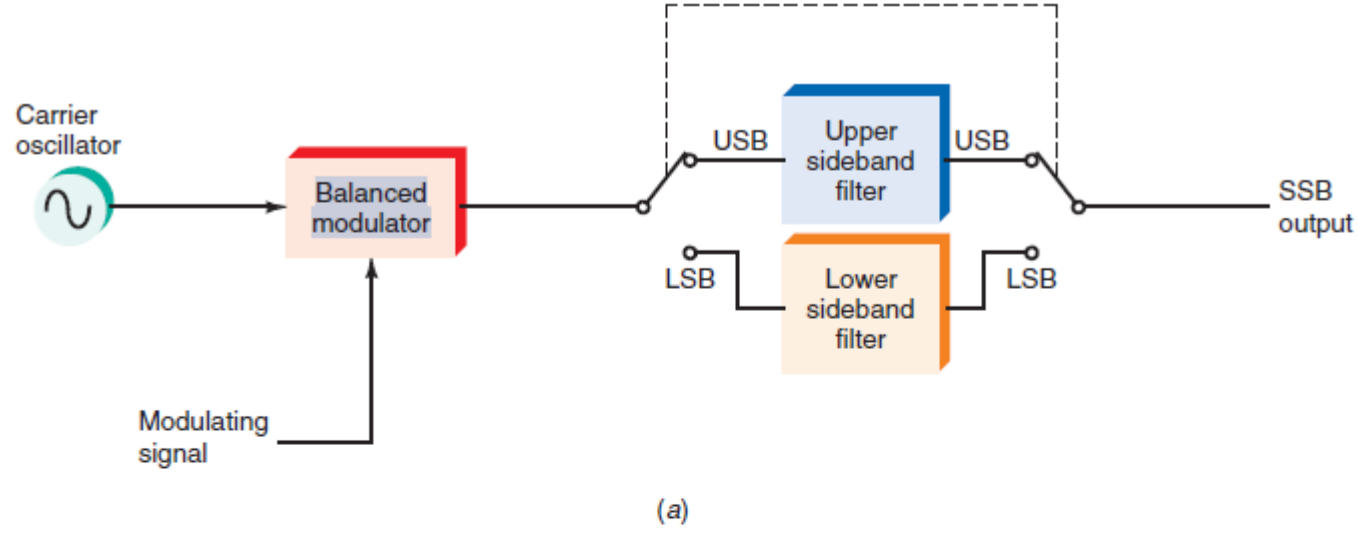 Carrier
oscillator
Balanced
modulator
Modulating
signal
USB
Upper
sideband
filter
USB
LSB
Lower
sideband
filter
LSB
SSB
output
(a)